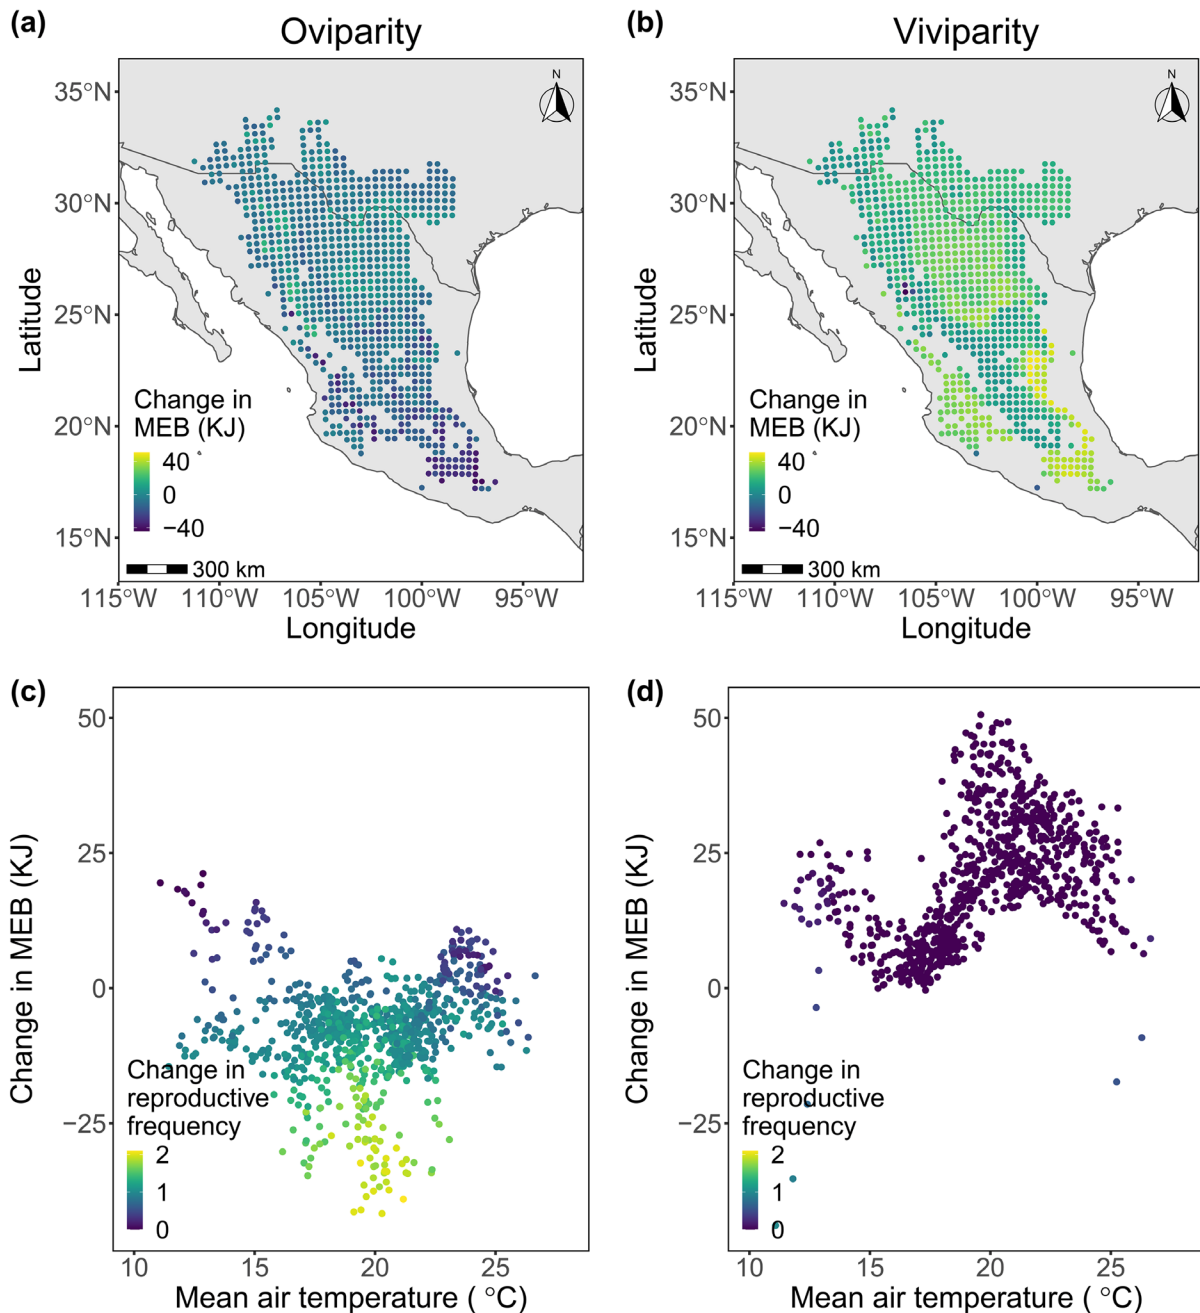 (a) Oviparity
N
35°N
30°N
25°N
20°N
15°N
Latitude
Change in
MEB (KJ)
40
0
−40
300 km
115°W 110°W 105°W 100°W 95°W
Longitude
(b) Viviparity
N
35°N
30°N
25°N
20°N
15°N
Latitude
Change in
MEB (KJ)
40
0
−40
300 km
115°W 110°W 105°W 100°W 95°W
Longitude
(c)
50
25
0
−25
Change in MEB (KJ)
Change in
reproductive
frequency
2
1
0
10 15 20 25
Mean air temperature ( °C)
(d)
50
25
0
−25
Change in MEB (KJ)
Change in
reproductive
frequency
2
1
0
10 15 20 25
Mean air temperature ( °C)